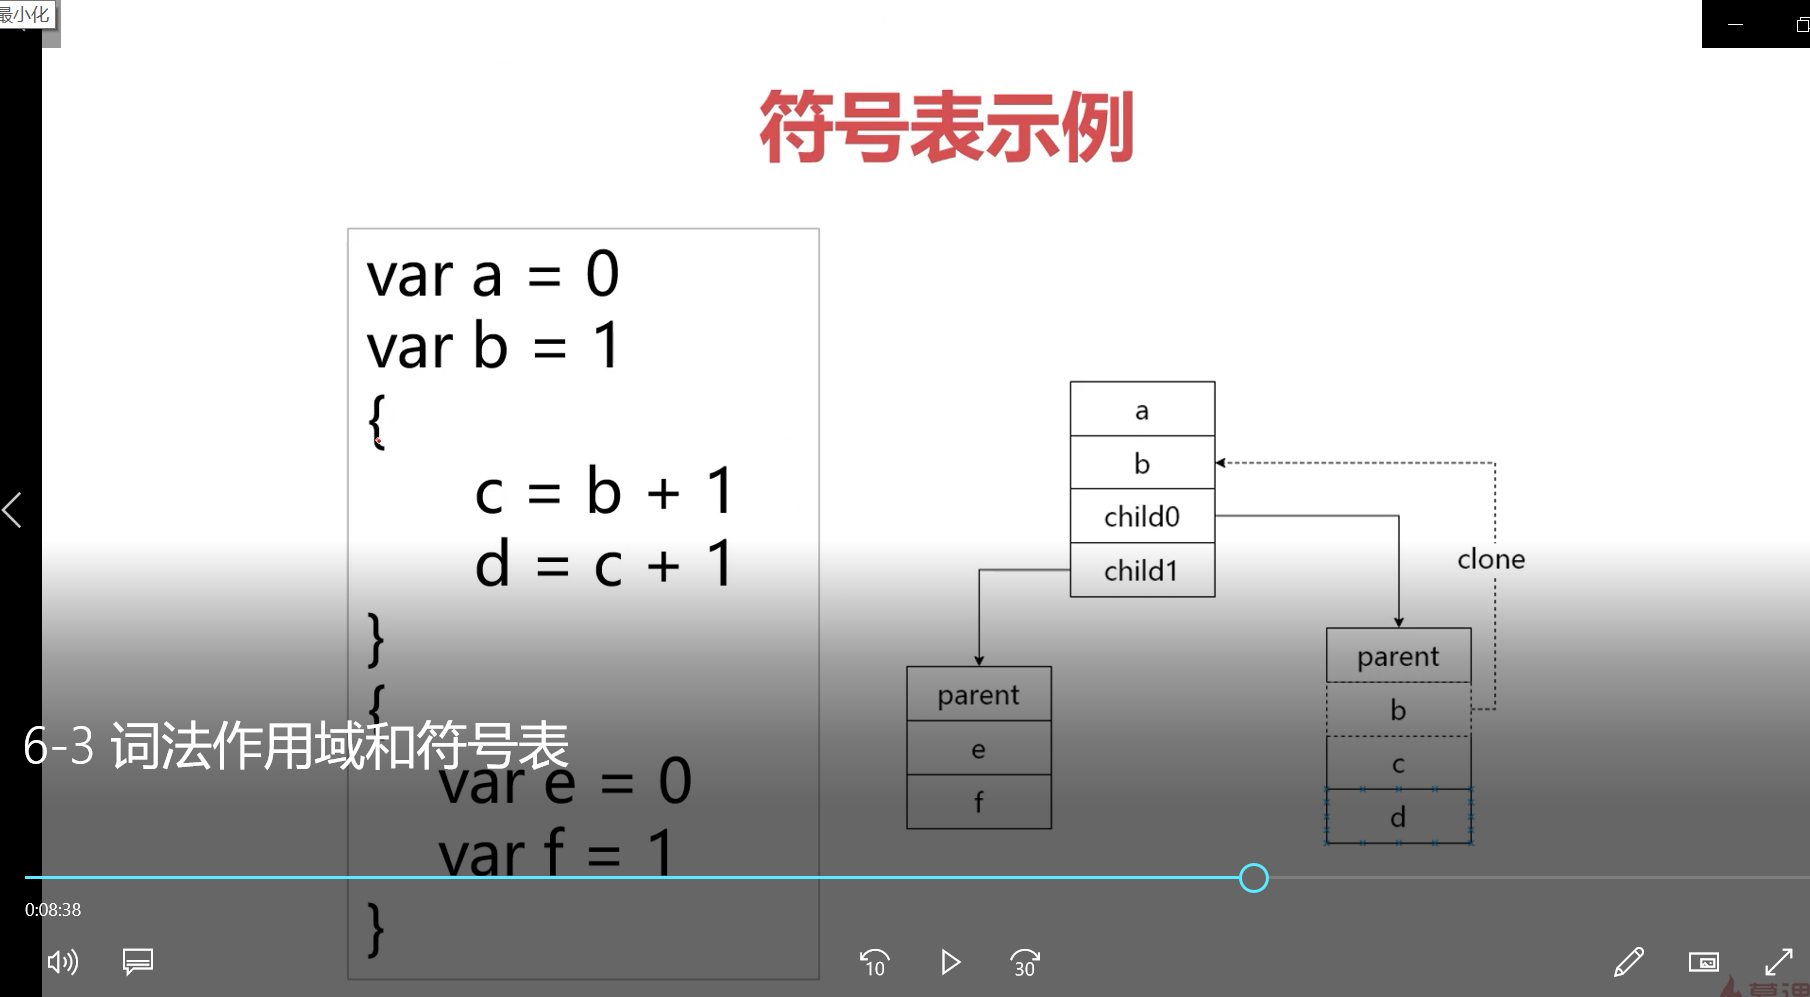 最小化
符号表示例
var a = 0
var b = 1
{
c = b + 1
d = c + 1
}
{
var e = 0
var f = 1
}
a
b
child0
child1
clone
parent
b
c
d
parent
e
f
6-3 词法作用域和符号表
0:08:38
10
30